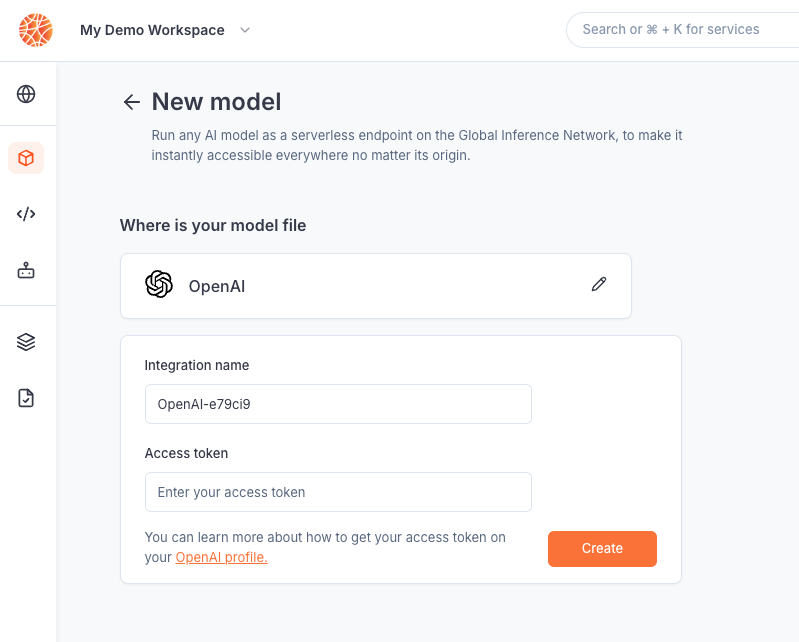 My Demo Workspace
Search or ⌘ + K for services
New model
Run any AI model as a serverless endpoint on the Global Inference Network, to make it
instantly accessible everywhere no matter its origin.
Where is your model file
OpenAI
Integration name
OpenAI-e79ci9
Access token
Enter your access token
You can learn more about how to get your access token on
your OpenAI profile.
Create